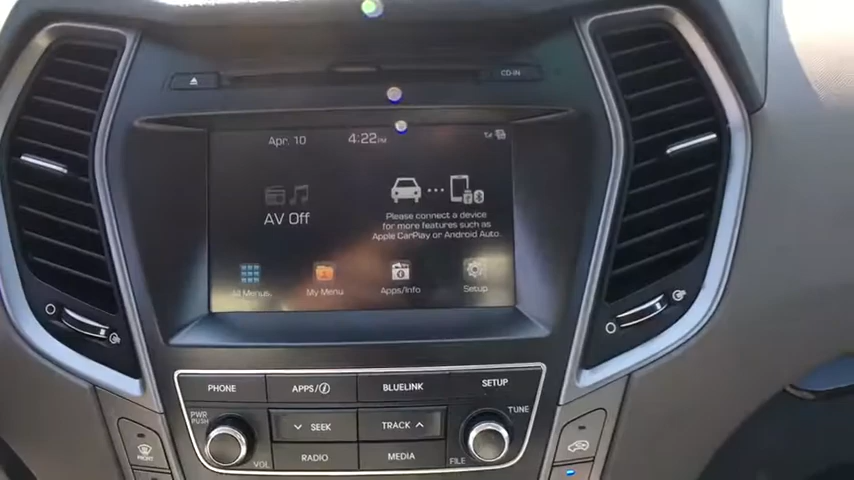 CD-IN
Apr. 10
4:22PM
AV Off
Please connect a device
for more features such as
Apple CarPlay or Android Auto.
All Menus
My Menu
Apps/Info
Setup
PHONE
APPS/i
BLUELINK
SETUP
PWR
PUSH
SEEK
TRACK
TUNE
VOL
RADIO
MEDIA
FILE
FRONT